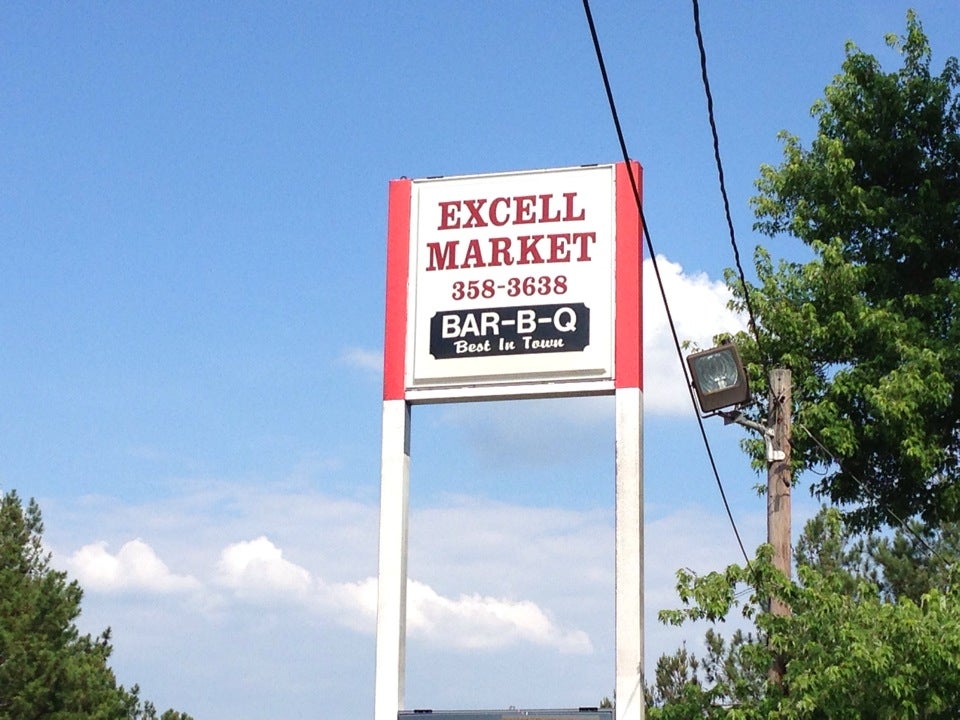 EXCELL
MARKET
358-3638
BAR-B-Q
Best In Town